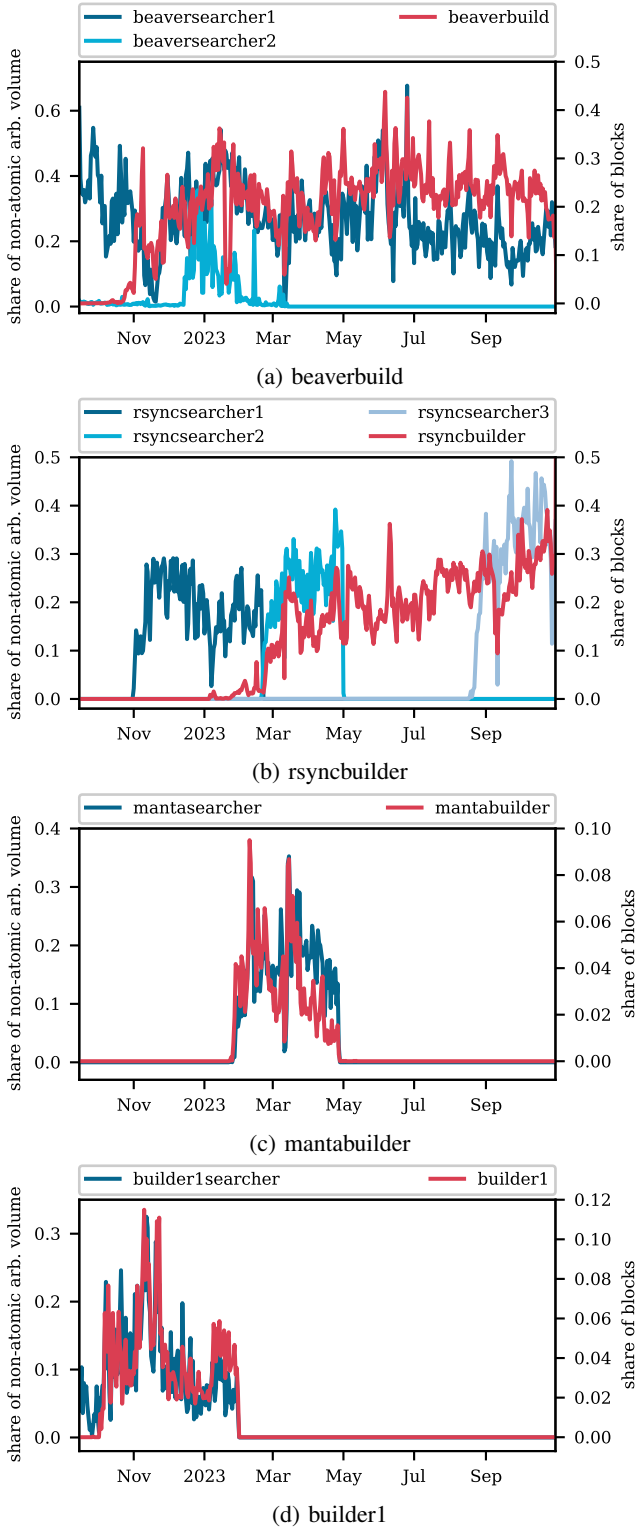 beaversearcher1
beaverbuild
beaversearcher2
share of non-atomic arb. volume
0.6
0.4
0.2
0.0
0.5
0.4
0.3
0.2
0.1
0.0
share of blocks
Nov 2023 Mar May Jul Sep
(a) beaverbuild
rsyncsearcher1
rsyncsearcher3
rsyncsearcher2
rsyncbuilder
share of non-atomic arb. volume
0.5
0.4
0.3
0.2
0.1
0.0
0.5
0.4
0.3
0.2
0.1
0.0
share of blocks
Nov 2023 Mar May Jul Sep
(b) rsyncbuilder
mantasearcher
mantabuilder
share of non-atomic arb. volume
0.4
0.3
0.2
0.1
0.0
0.10
0.08
0.06
0.04
0.02
0.00
share of blocks
Nov 2023 Mar May Jul Sep
(c) mantabuilder
builder1searcher
builder1
share of non-atomic arb. volume
0.3
0.2
0.1
0.0
0.12
0.10
0.08
0.06
0.04
0.02
0.00
share of blocks
Nov 2023 Mar May Jul Sep
(d) builder1